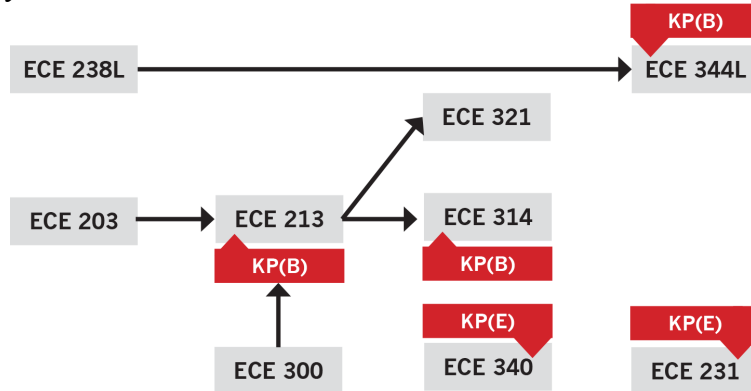 KP(B)
ECE 238L
ECE 344L
ECE 321
ECE 203
ECE 213
ECE 314
KP(B)
KP(B)
KP(E)
KP(E)
ECE 300
ECE 340
ECE 231